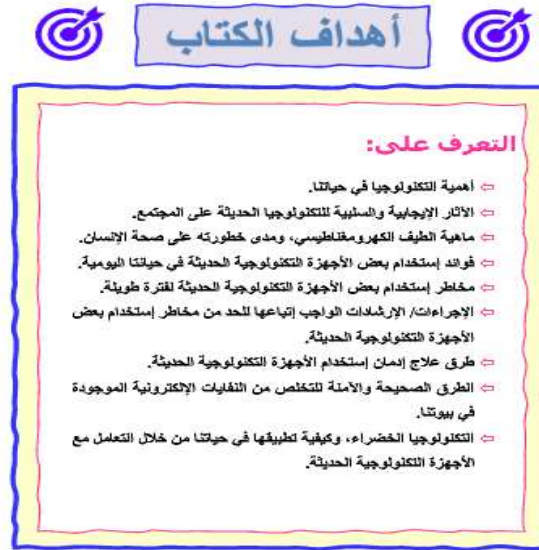 أهداف الكتاب
التعرف على:
⇦ أهمية التكنولوجيا في حياتنا.
⇦ الآثار الإيجابية والسلبية للتكنولوجيا الحديثة على المجتمع.
⇦ ماهية الطيف الكهرومغناطيسي، ومدى خطورته على صحة الإنسان.
⇦ فوائد إستخدام بعض الأجهزة التكنولوجية الحديثة في حياتنا اليومية.
⇦ مخاطر إستخدام بعض الأجهزة التكنولوجية الحديثة لفترة طويلة.
⇦ الإجراءات/ الإرشادات الواجب إتباعها للحد من مخاطر إستخدام بعض
الأجهزة التكنولوجية الحديثة.
⇦ طرق علاج إدمان إستخدام الأجهزة التكنولوجية الحديثة.
⇦ الطرق الصحيحة والآمنة للتخلص من النفايات الإلكترونية الموجودة
في بيوتنا.
⇦ التكنولوجيا الخضراء، وكيفية تطبيقها في حياتنا من خلال التعامل مع
الأجهزة التكنولوجية الحديثة.